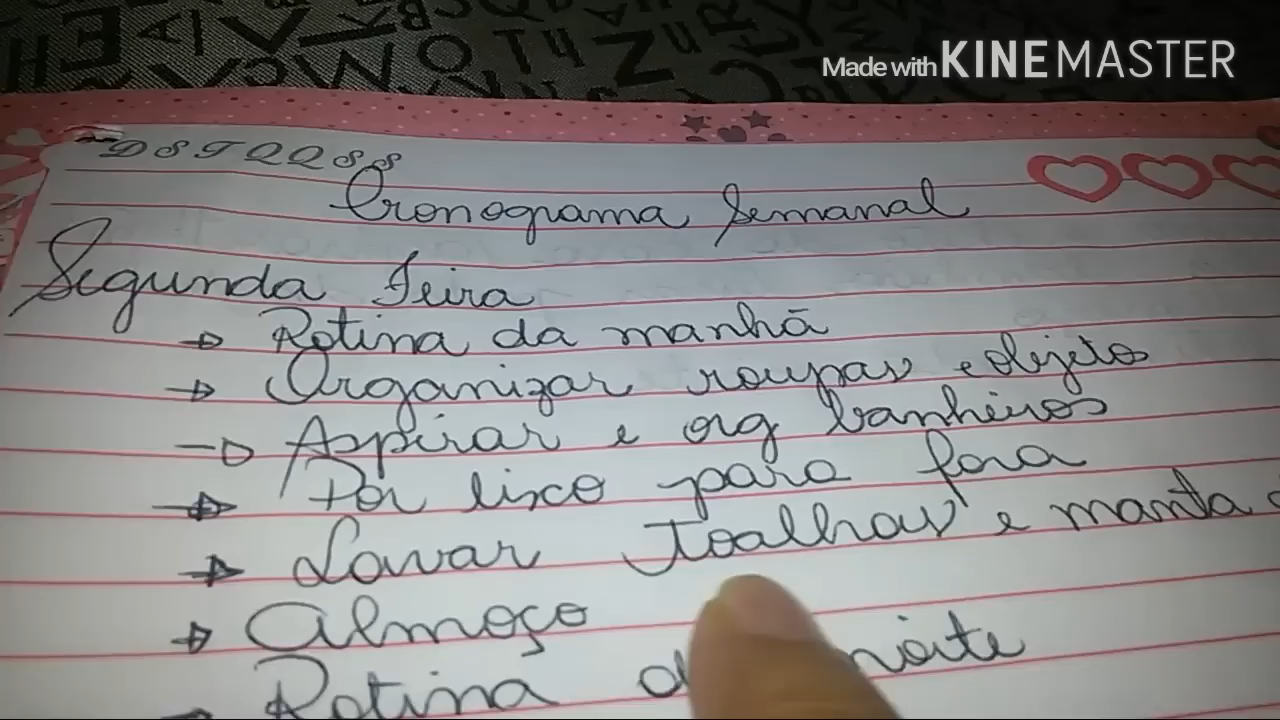 Made with KINEMASTER
D S T Q Q S S
Cronograma Semanal
Segunda Feira
→ Rotina da manhã
→ Organizar roupas e objetos
→ Aspirar e org banheiros
→ Por lixo para fora
→ Lavar Toalhas e manta
→ Almoço
→ Rotina noite